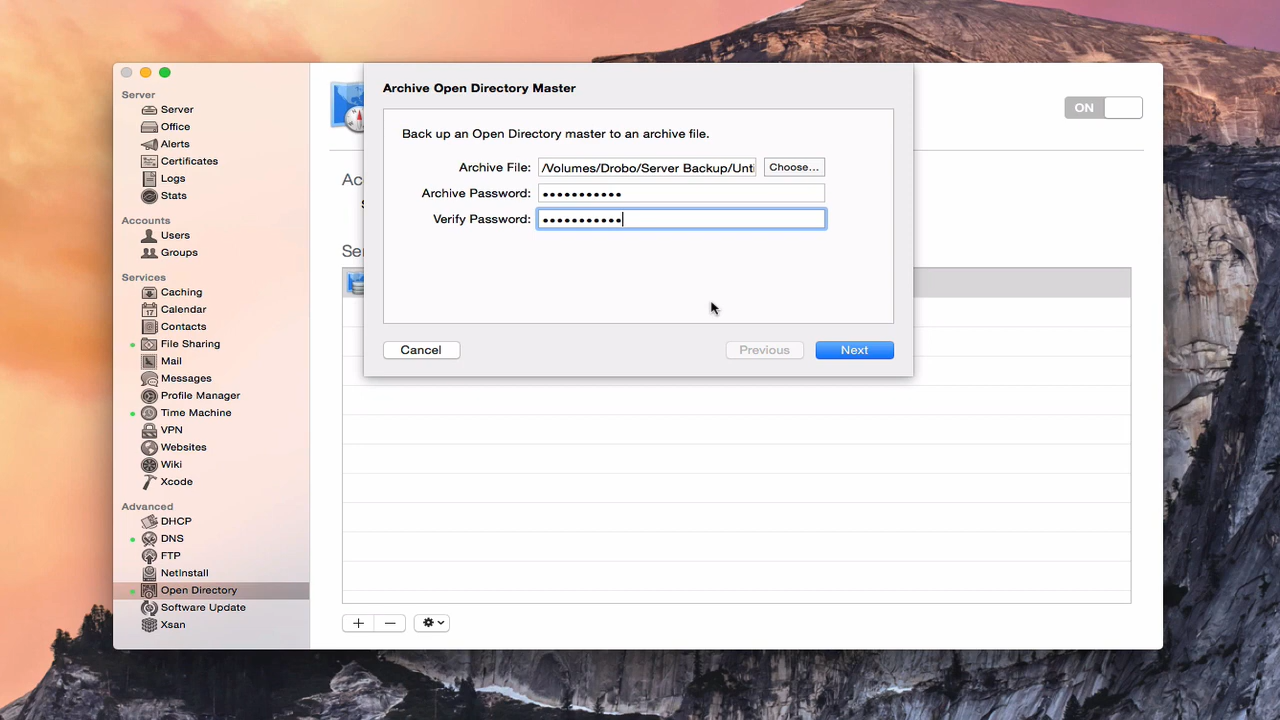 Archive Open Directory Master
Back up an Open Directory master to an archive file.
Archive File: /Volumes/Drobo/Server Backup/Unti Choose...
Archive Password: •••••••••••
Verify Password: •••••••••••
Cancel
Previous
Next
ON
Ac
Se
Server
Server
Office
Alerts
Certificates
Logs
Stats
Accounts
Users
Groups
Services
Caching
17
Calendar
Contacts
File Sharing
Mail
Messages
Profile Manager
Time Machine
VPN
Websites
Wiki
Xcode
Advanced
DHCP
DNS
FTP
NetInstall
Open Directory
Software Update
Xsan